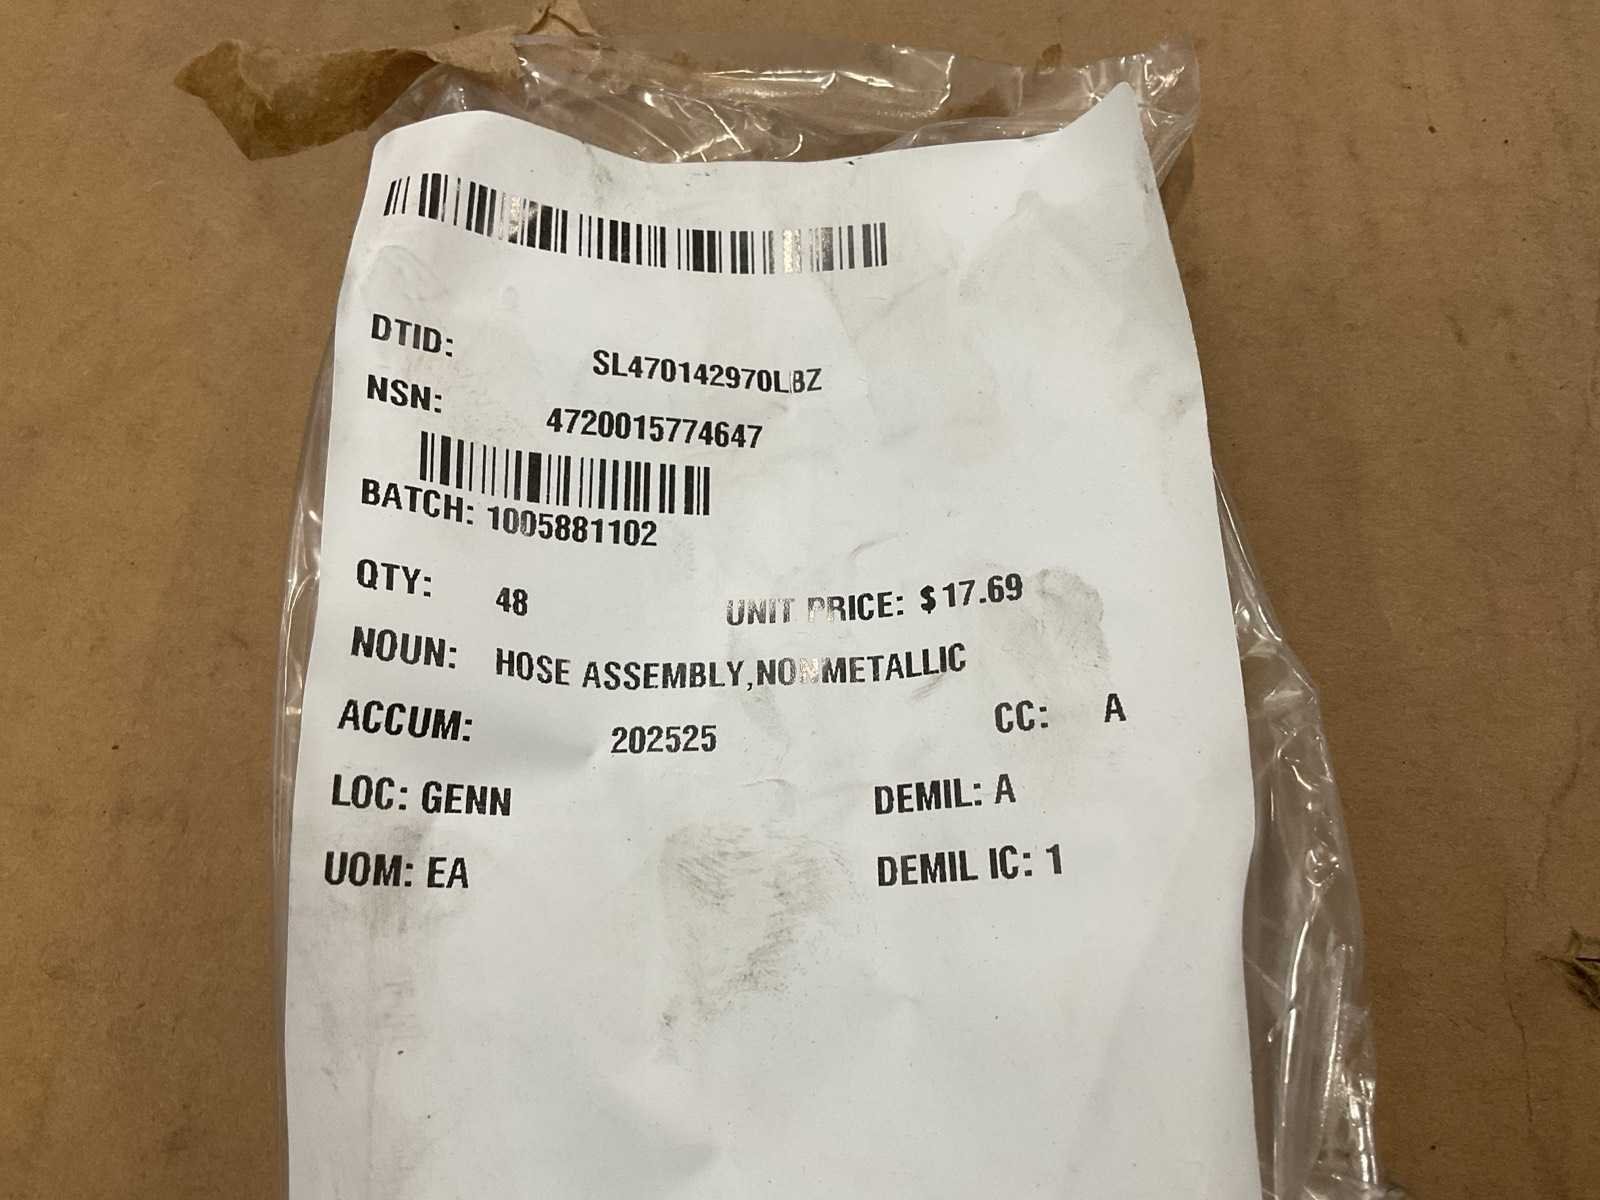 DTID: SL470142970LBZ
NSN: 4720015774647
BATCH: 1005881102
QTY: 48 UNIT PRICE: $17.69
NOUN: HOSE ASSEMBLY,NONMETALLIC
ACCUM: 202525 CC: A
LOC: GENN DEMIL: A
UOM: EA DEMIL IC: 1